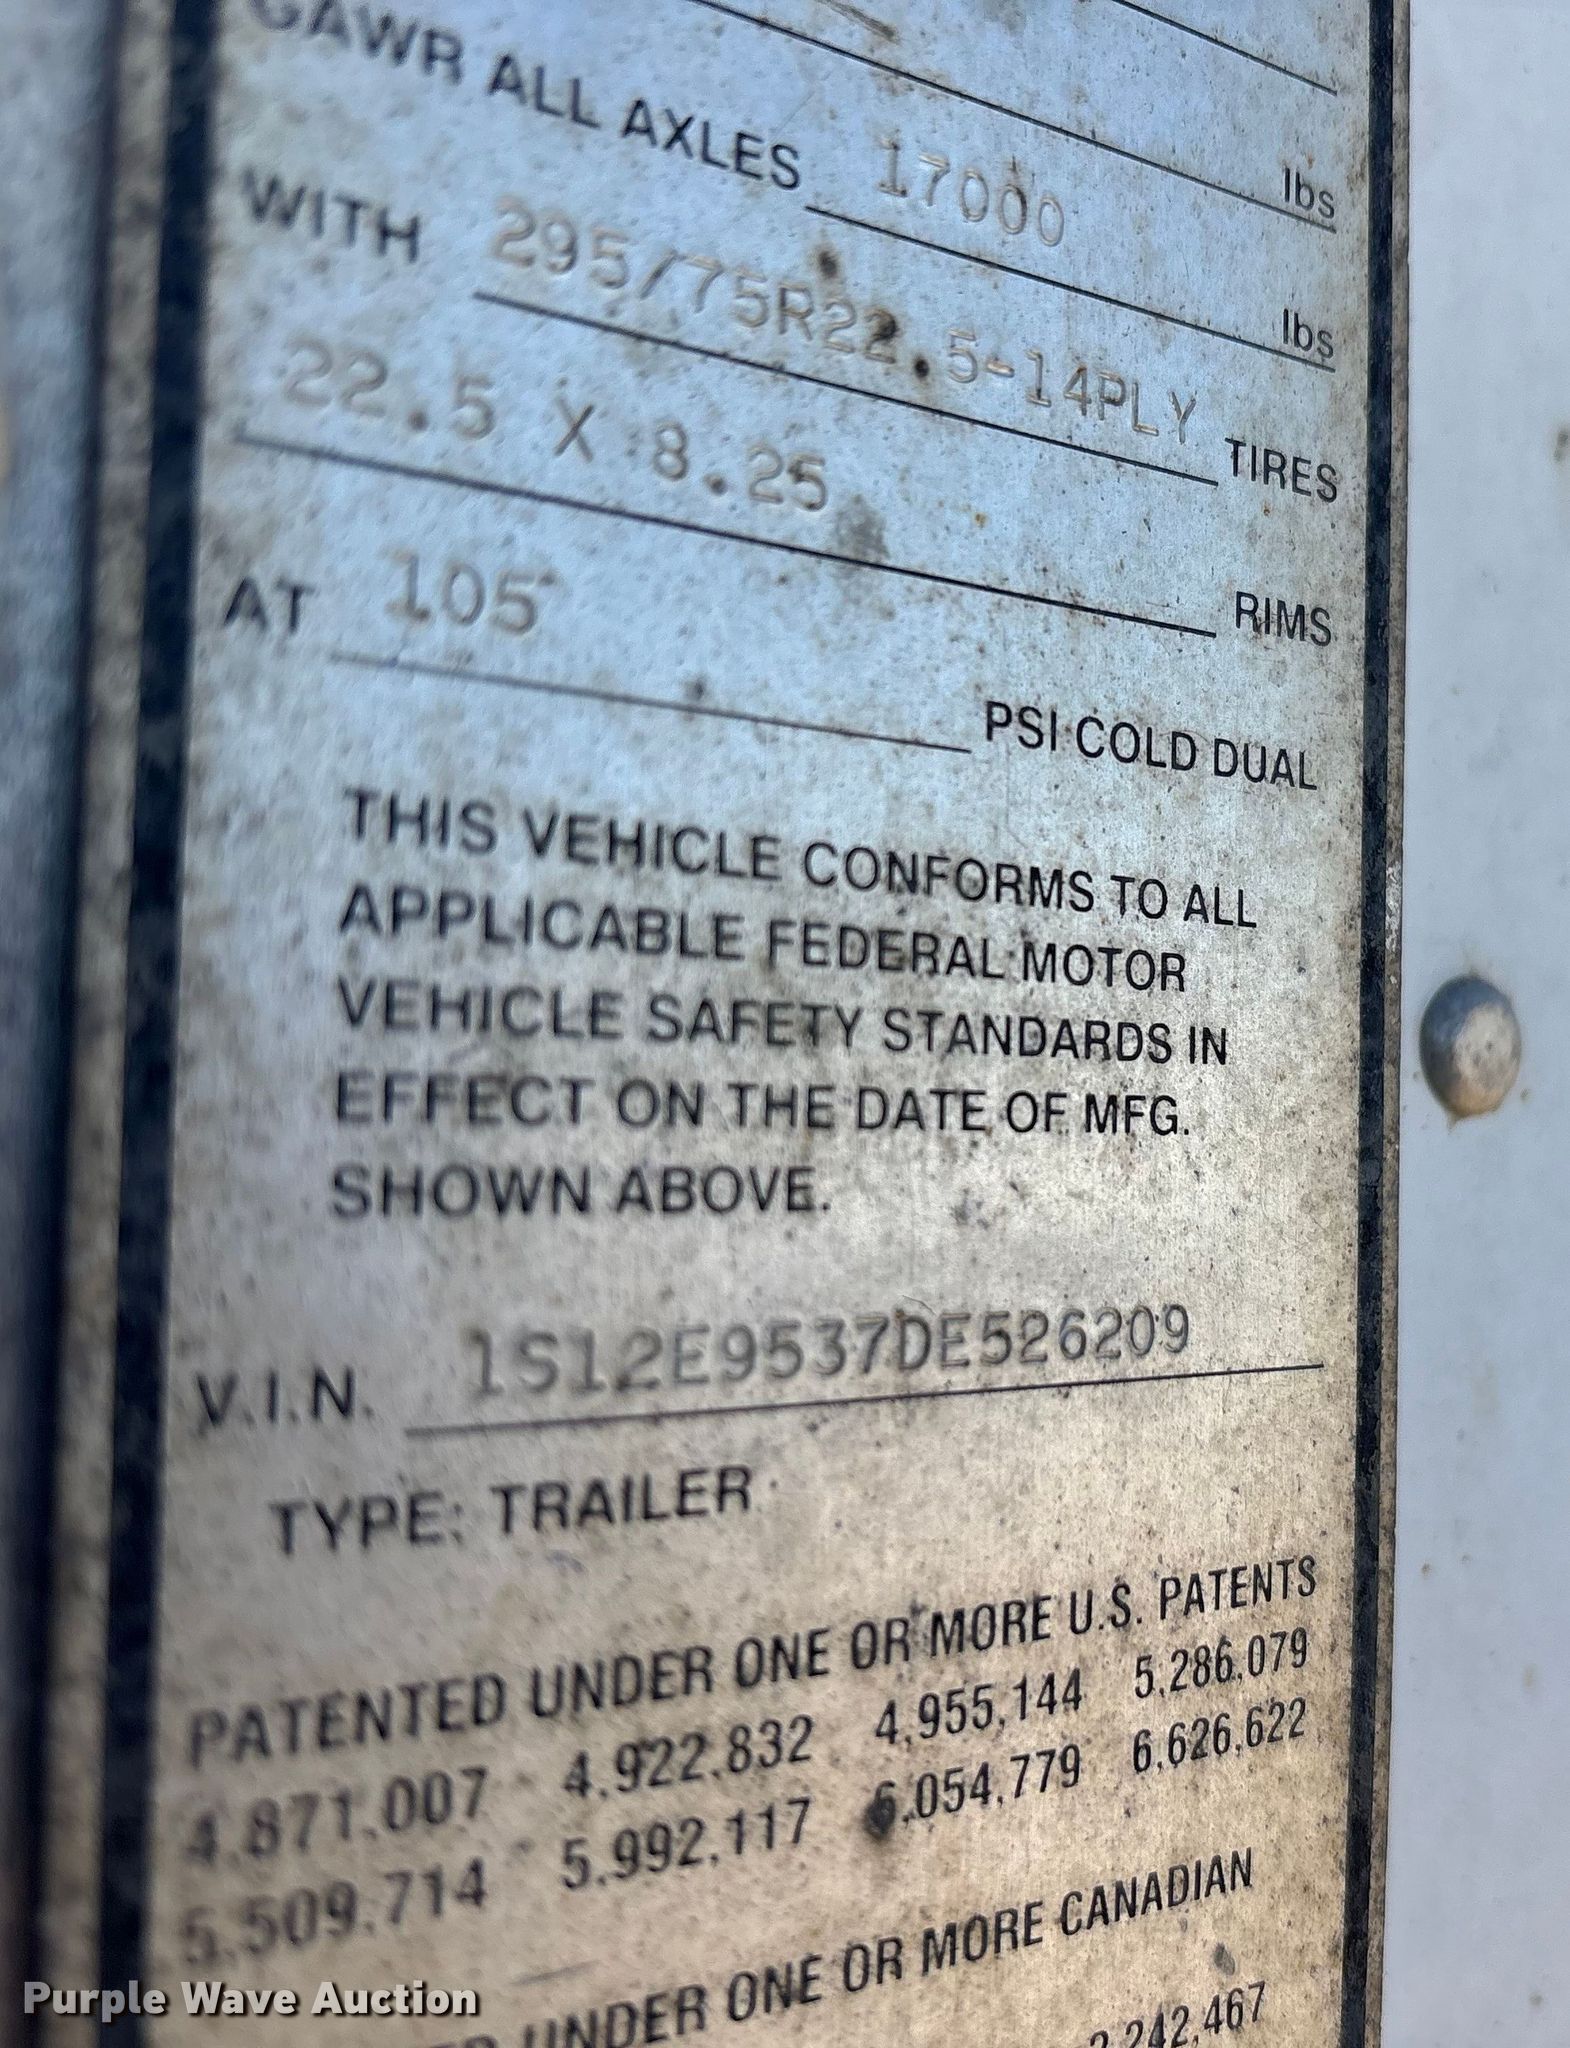 lbs
GAWR ALL AXLES 17000 lbs
WITH 295/75R22.5-14PLY TIRES
22.5 X 8.25 RIMS
AT 105 PSI COLD DUAL
THIS VEHICLE CONFORMS TO ALL
APPLICABLE FEDERAL MOTOR
VEHICLE SAFETY STANDARDS IN
EFFECT ON THE DATE OF MFG.
SHOWN ABOVE.
V.I.N. 1S12E9537DE526209
TYPE: TRAILER
PATENTED UNDER ONE OR MORE U.S. PATENTS
4,871,007 4,922,832 4,955,144 5,286,079
5,509,714 5,992,117 6,054,779 6,626,622
UNDER ONE OR MORE CANADIAN
2,242,467
Purple Wave Auction